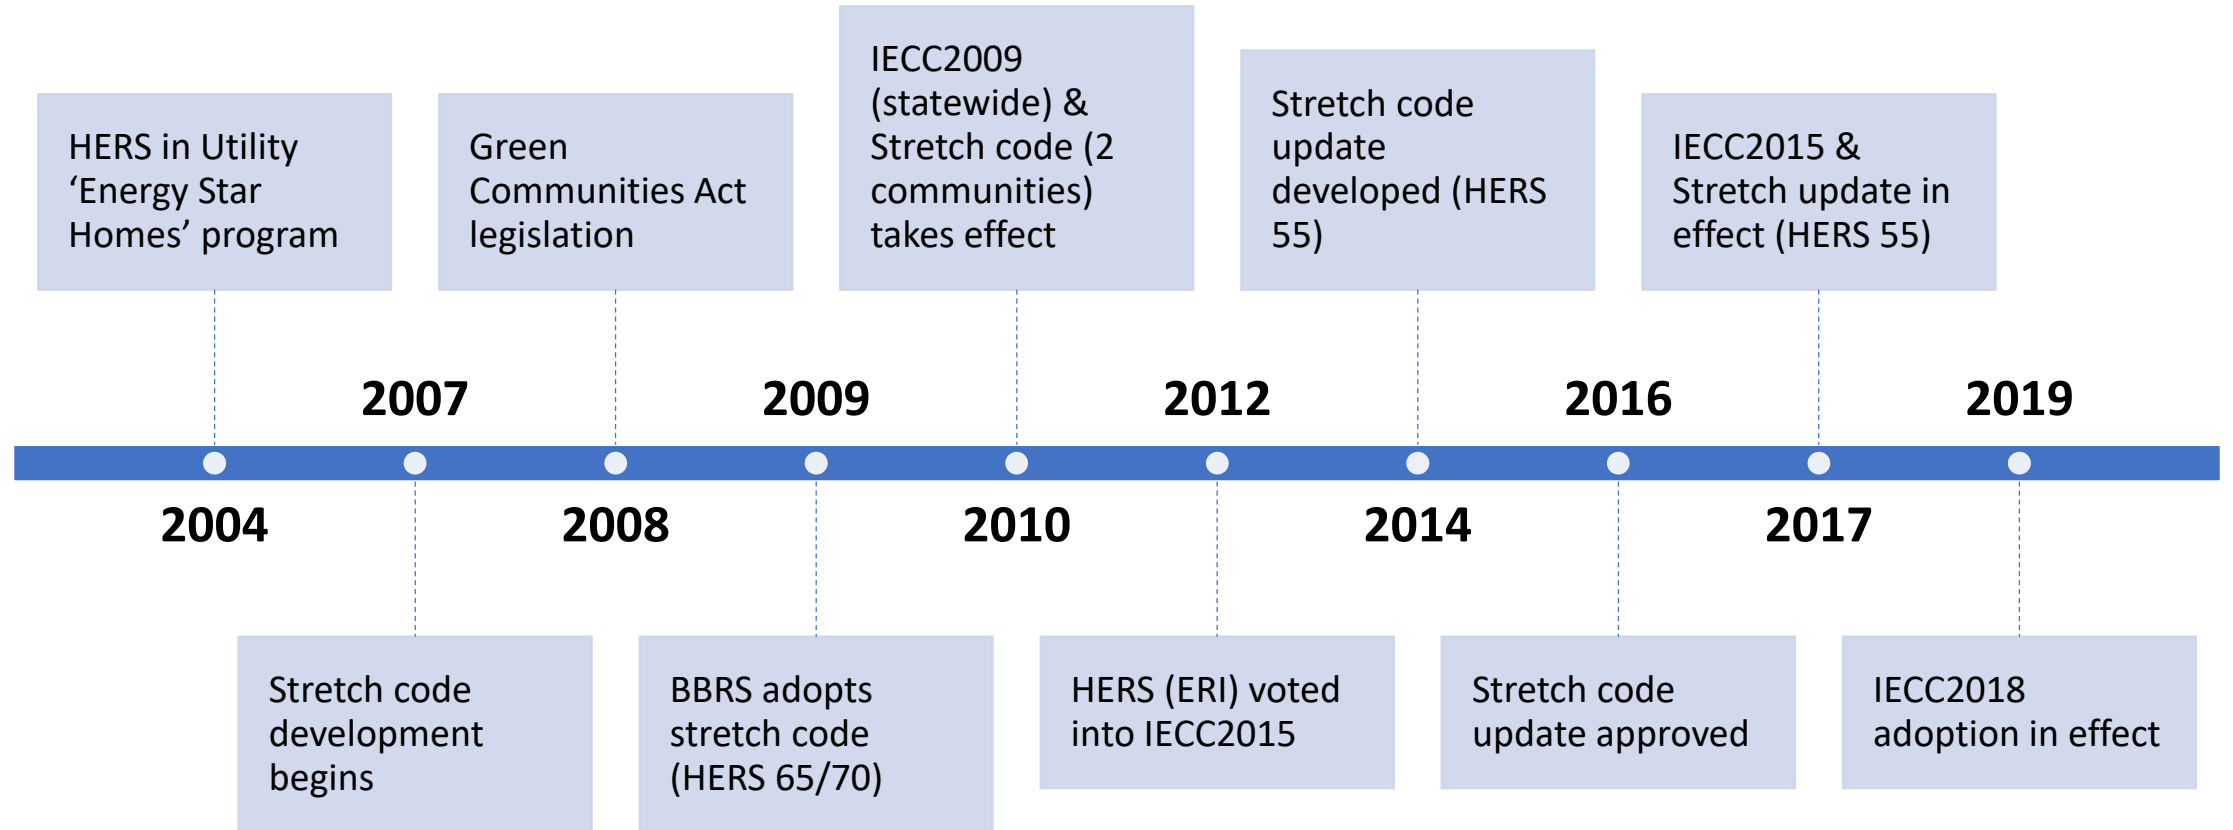 HERS in Utility
‘Energy Star
Homes’ program
Green
Communities Act
legislation
IECC2009
(statewide) &
Stretch code (2
communities)
takes effect
Stretch code
update
developed (HERS
55)
IECC2015 &
Stretch update in
effect (HERS 55)
2007
2009
2012
2016
2019
2004
2008
2010
2014
2017
Stretch code
development
begins
BBRS adopts
stretch code
(HERS 65/70)
HERS (ERI) voted
into IECC2015
Stretch code
update approved
IECC2018
adoption in effect